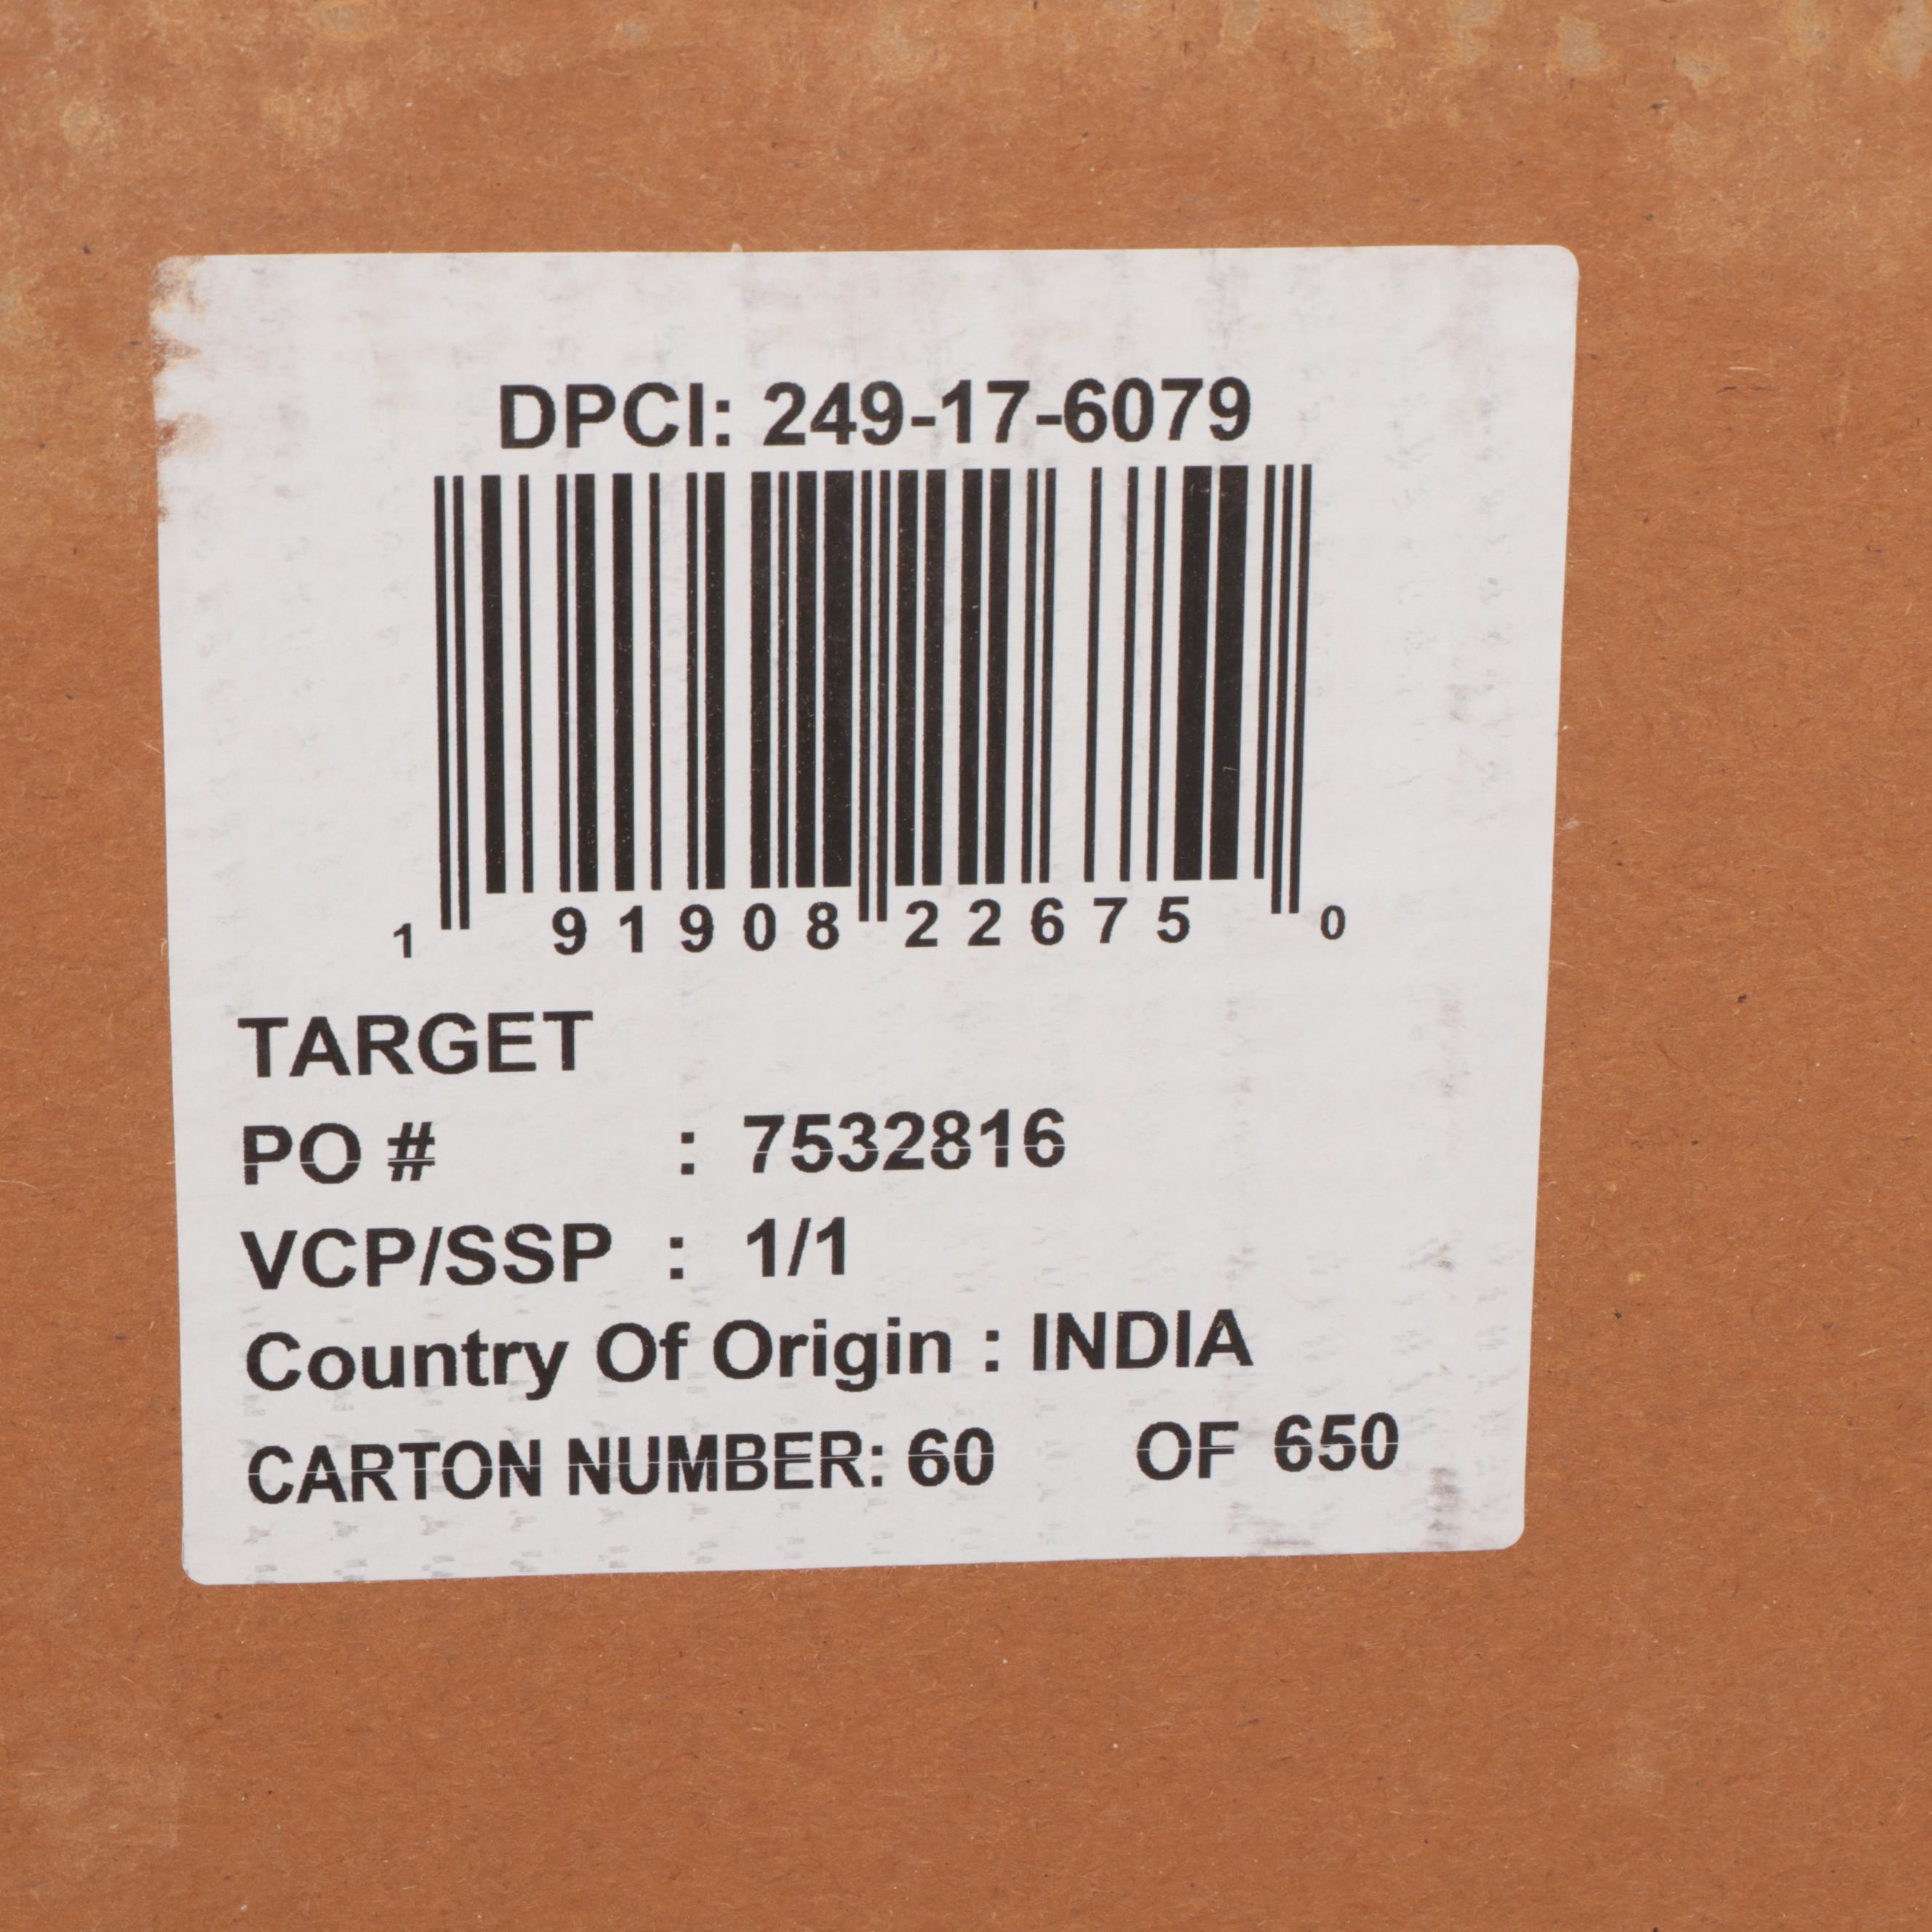 DPCI: 249-17-6079
1 91908 22675 0
TARGET
PO # : 7532816
VCP/SSP : 1/1
Country Of Origin : INDIA
CARTON NUMBER: 60 OF 650